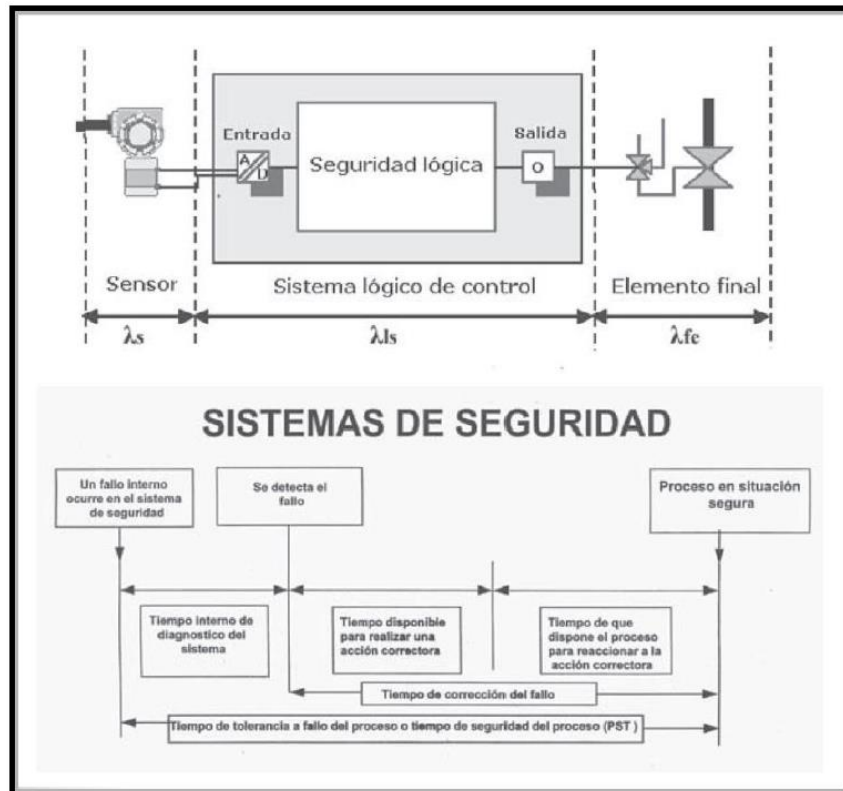 Entrada
Salida
A
D
Seguridad lógica
O
Sensor
Sistema lógico de control
Elemento final
λs
λls
λfe
SISTEMAS DE SEGURIDAD
Un fallo interno
ocurre en el sistema
de seguridad
Se detecta el
fallo
Proceso en situación
segura
Tiempo interno de
diagnostico del
sistema
Tiempo disponible
para realizar una
acción correctora
Tiempo de que
dispone el proceso
para reaccionar a la
acción correctora
Tiempo de corrección del fallo
Tiempo de tolerancia a fallo del proceso o tiempo de seguridad del proceso (PST )